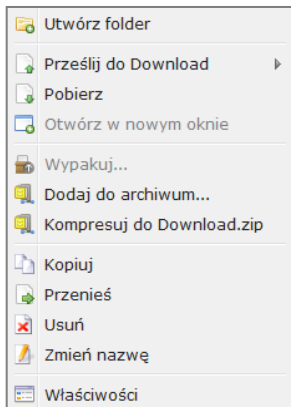 Utwórz folder
Prześlij do Download
Pobierz
Otwórz w nowym oknie
Wypakuj...
Dodaj do archiwum...
Kompresuj do Download.zip
Kopiuj
Przenieś
Usuń
Zmień nazwę
Właściwości